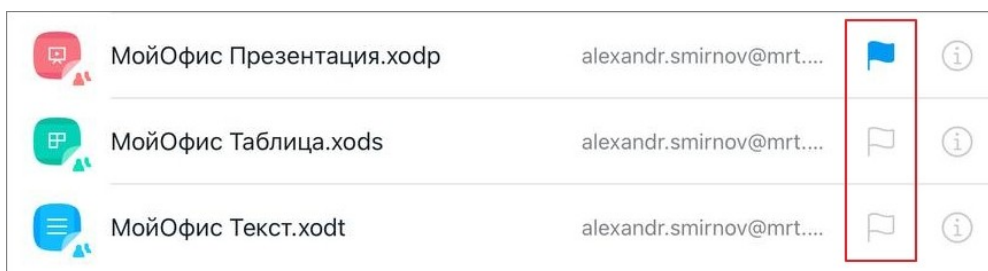 МойОфис Презентация.xodp alexandr.smirnov@mrt....
МойОфис Таблица.xods alexandr.smirnov@mrt....
МойОфис Текст.xodt alexandr.smirnov@mrt....